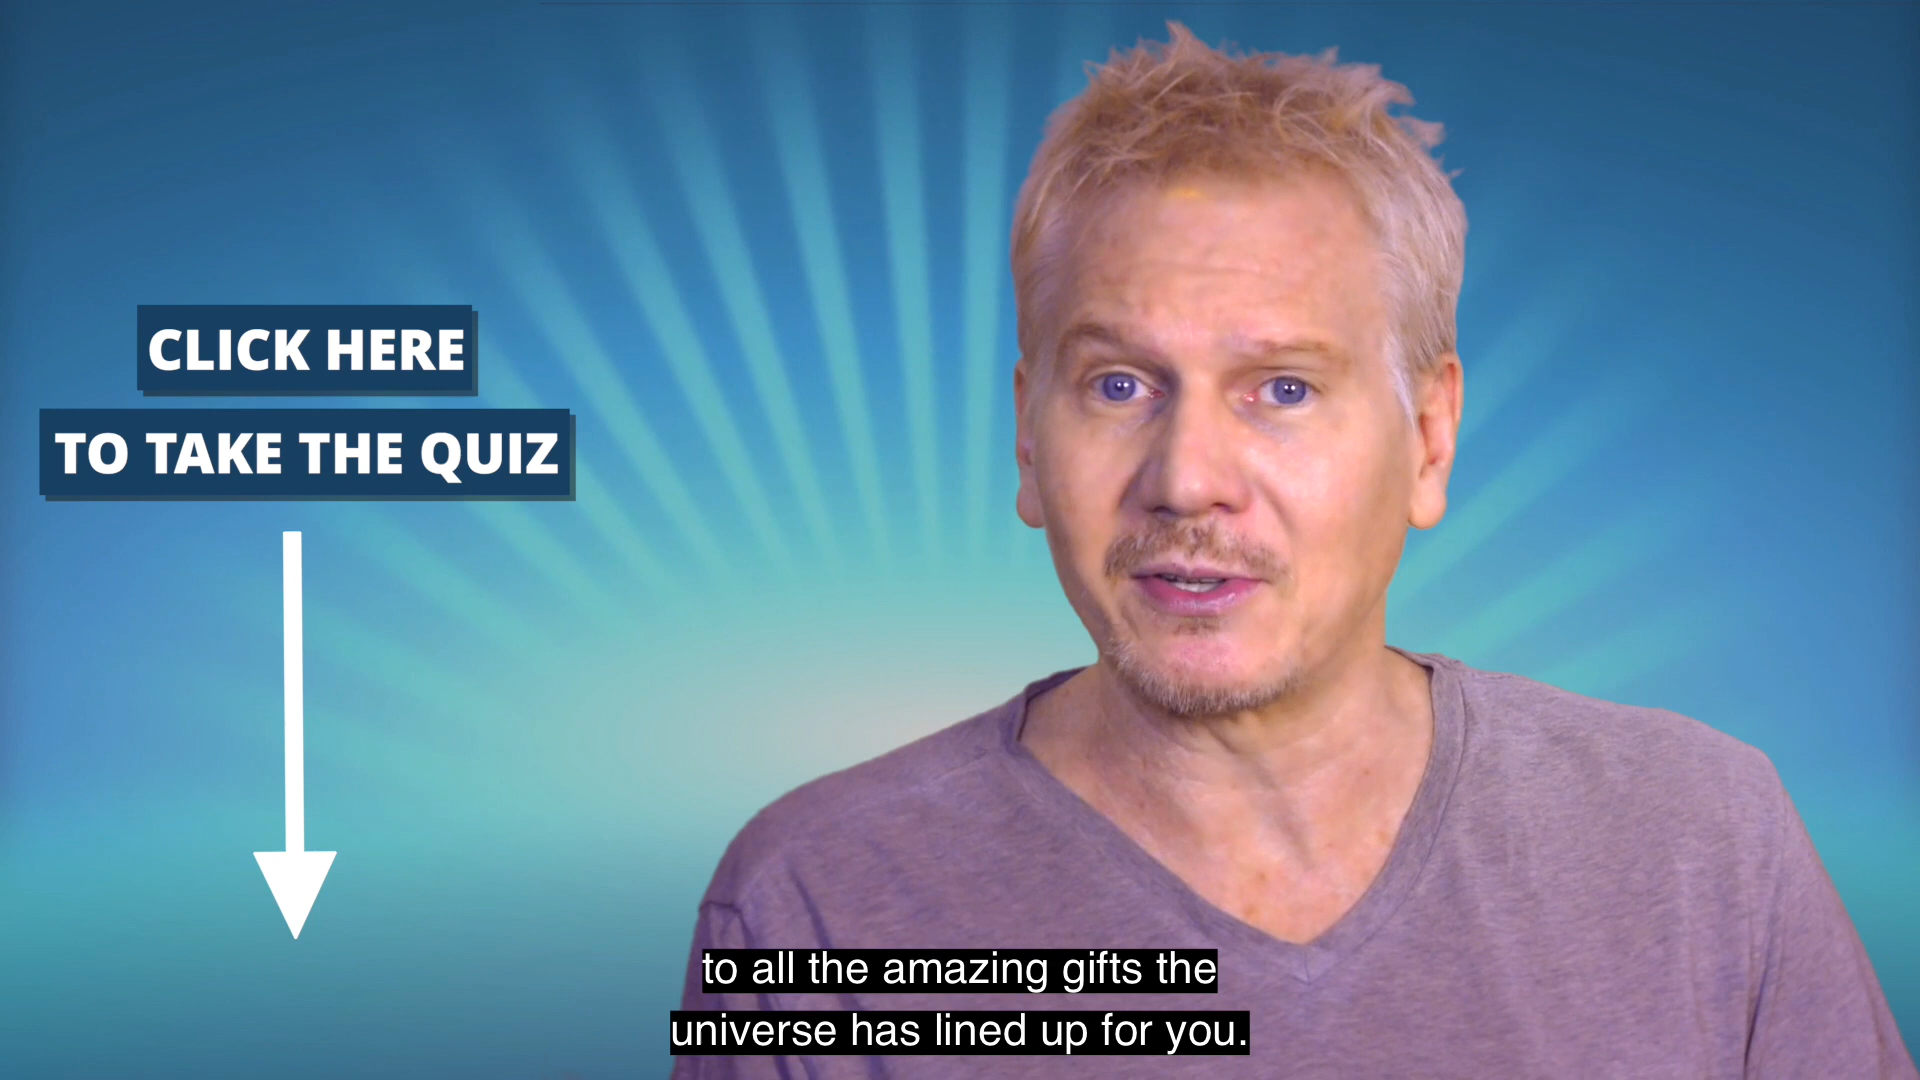 CLICK HERE
TO TAKE THE QUIZ
to all the amazing gifts the
universe has lined up for you.